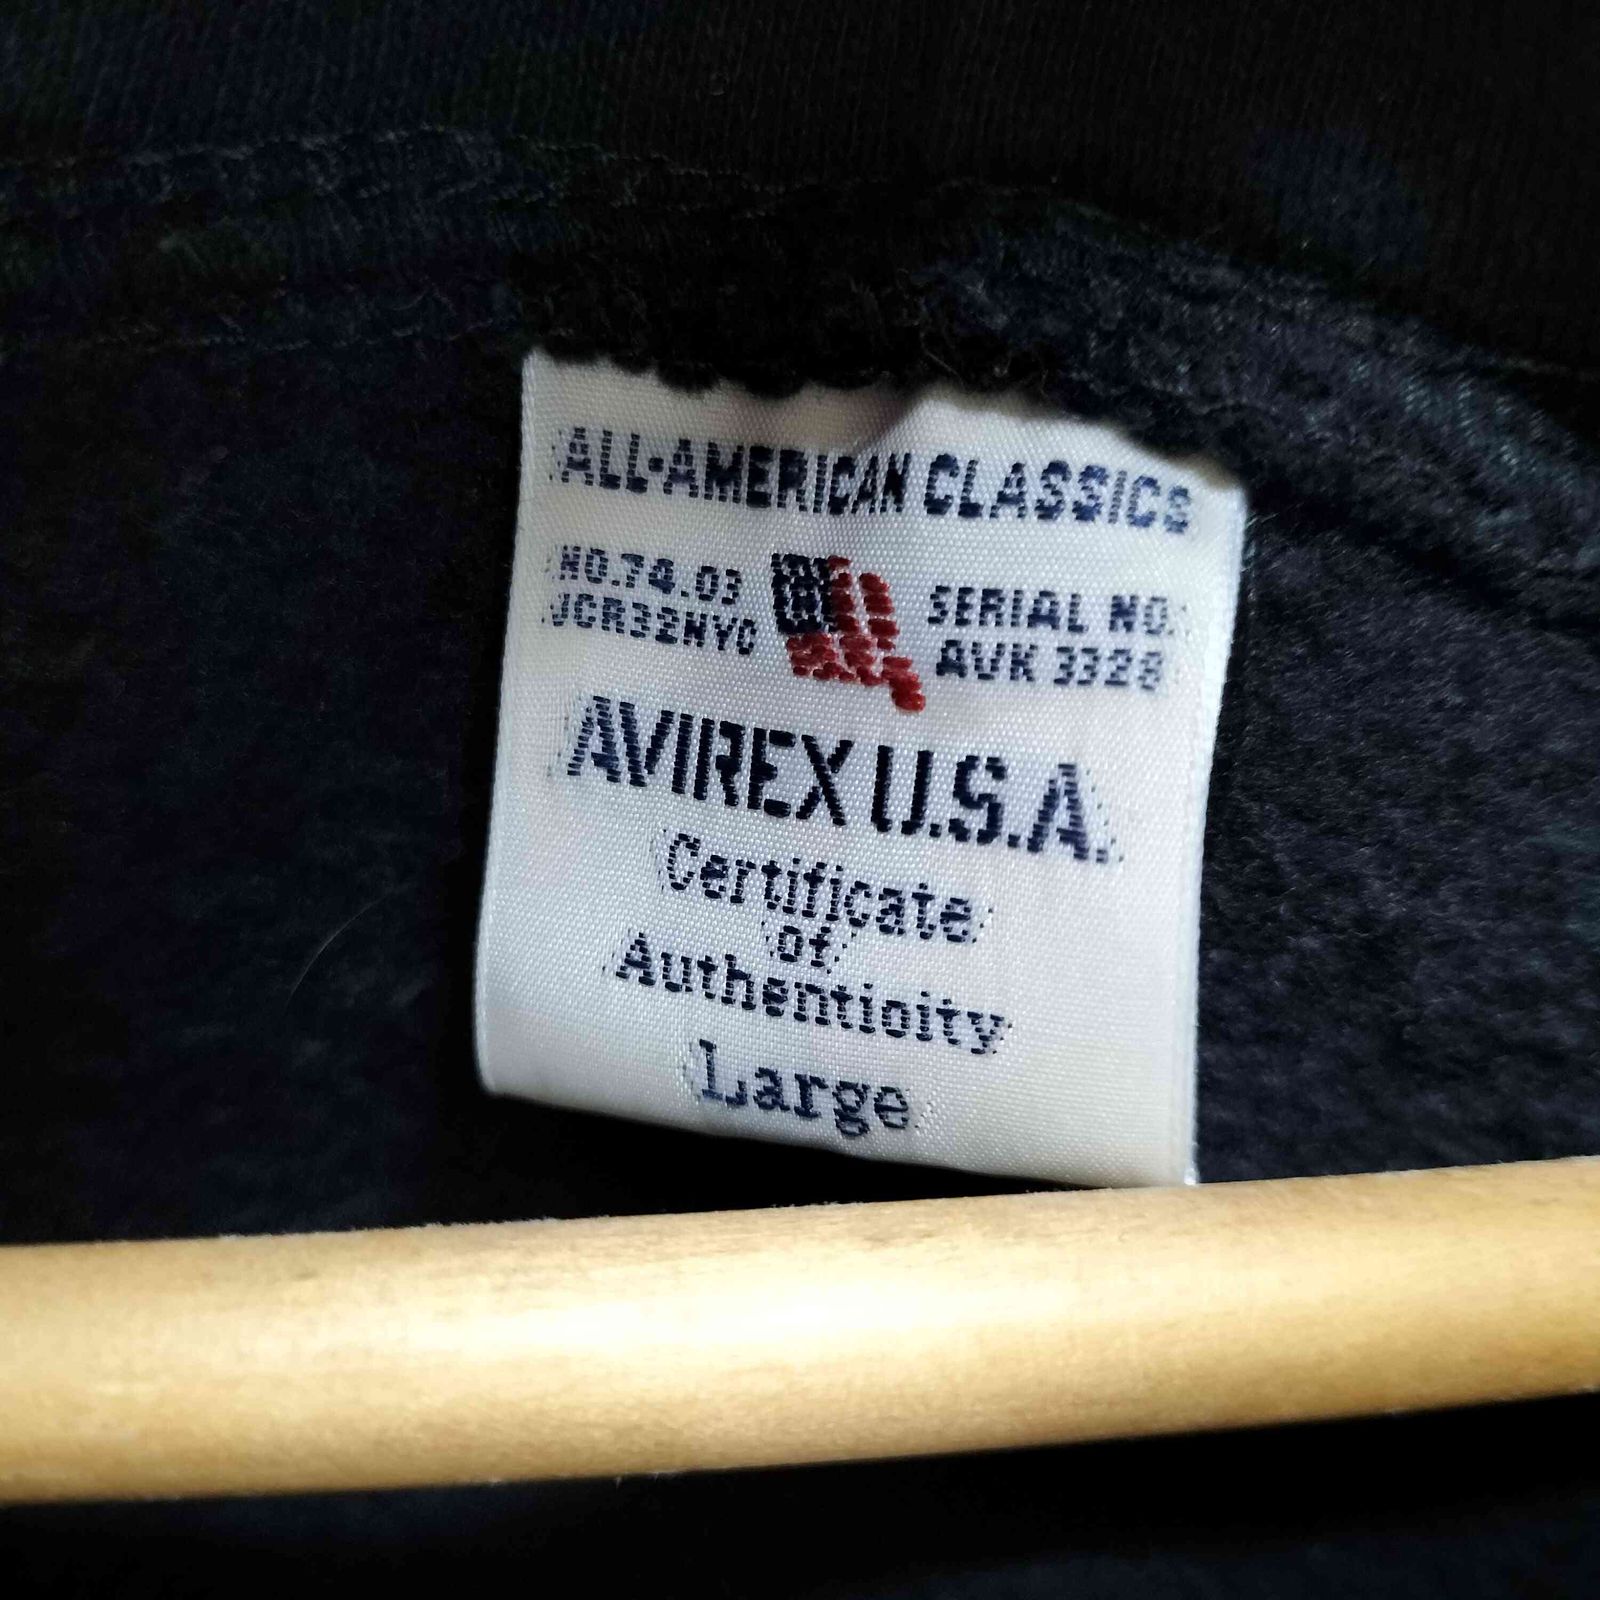 ALL-AMERICAN CLASSICS
NO.74.03
JCR32NYC
SERIAL NO.
AVK 3328
AVIREX U.S.A.
Certificate
of
Authenticity
Large